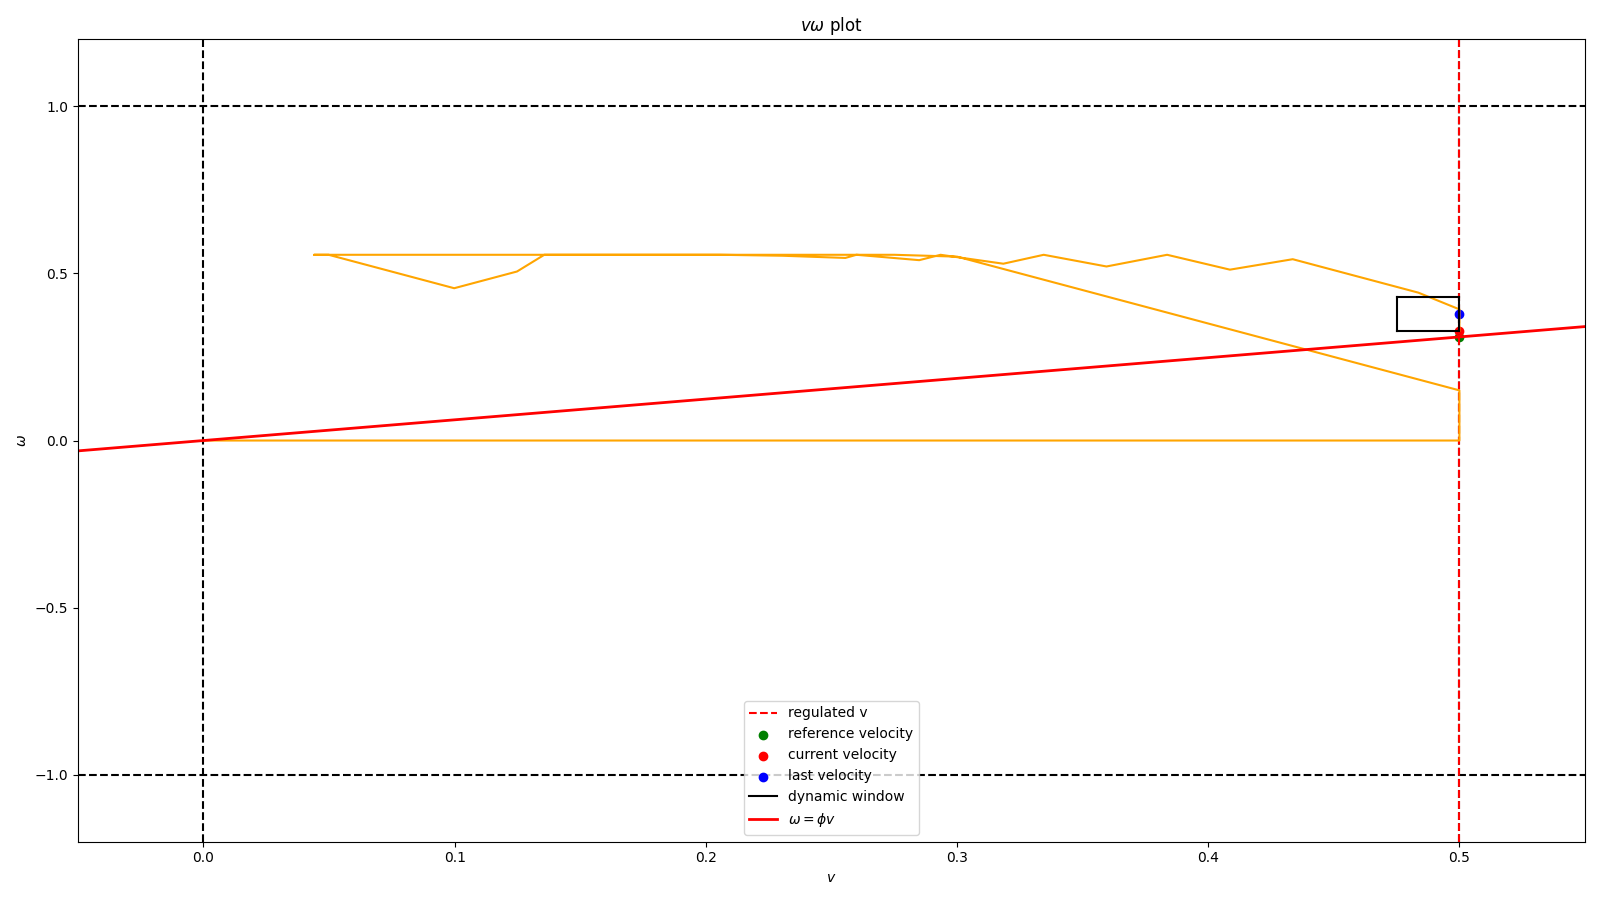 vω plot
1.0
0.5
0.0
−0.5
−1.0
ω
0.0
0.1
0.2
0.3
0.4
0.5
v
regulated v
reference velocity
current velocity
last velocity
dynamic window
ω = ϕv